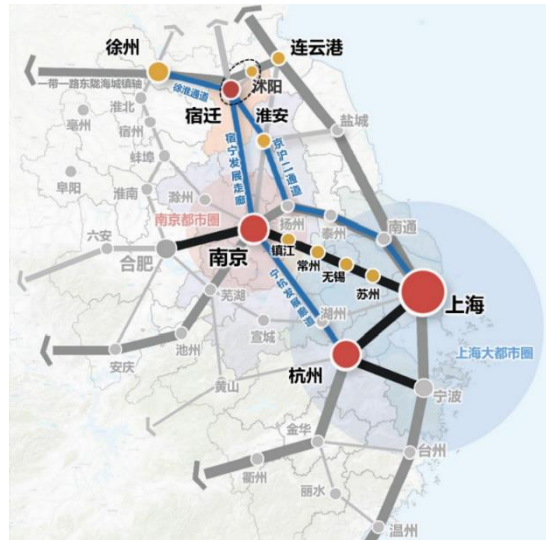 徐州
连云港
一带一路东陇海城镇轴
徐淮通道
沭阳
淮北
宿迁
淮安
亳州
宿州
盐城
蚌埠
宿宁发展走廊
京沪二通道
阜阳
淮南
滁州
扬州
泰州
南通
南京都市圈
六安
合肥
南京
镇江
常州
无锡
苏州
上海
芜湖
宁杭发展廊道
湖州
宣城
上海大都市圈
池州
安庆
杭州
黄山
宁波
金华
台州
衢州
丽水
温州